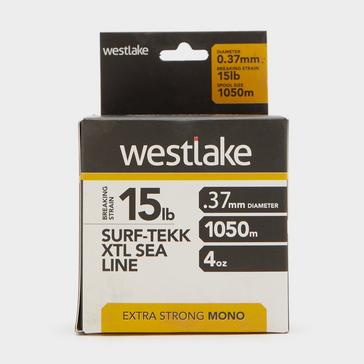 westlake
DIAMETER
0.37mm
BREAKING STRAIN
15lb
SPOOL SIZE
1050m
westlake
BREAKING
STRAIN
15lb
SURF-TEKK
XTL SEA
LINE
.37mm DIAMETER
1050m
4oz
EXTRA STRONG MONO